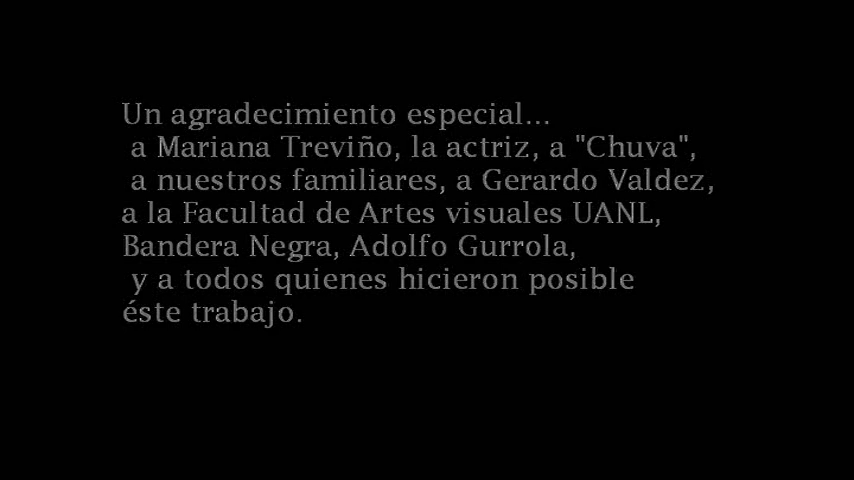 Un agradecimiento especial...
a Mariana Treviño, la actriz, a "Chuva",
a nuestros familiares, a Gerardo Valdez,
a la Facultad de Artes visuales UANL,
Bandera Negra, Adolfo Gurrola,
y a todos quienes hicieron posible
éste trabajo.